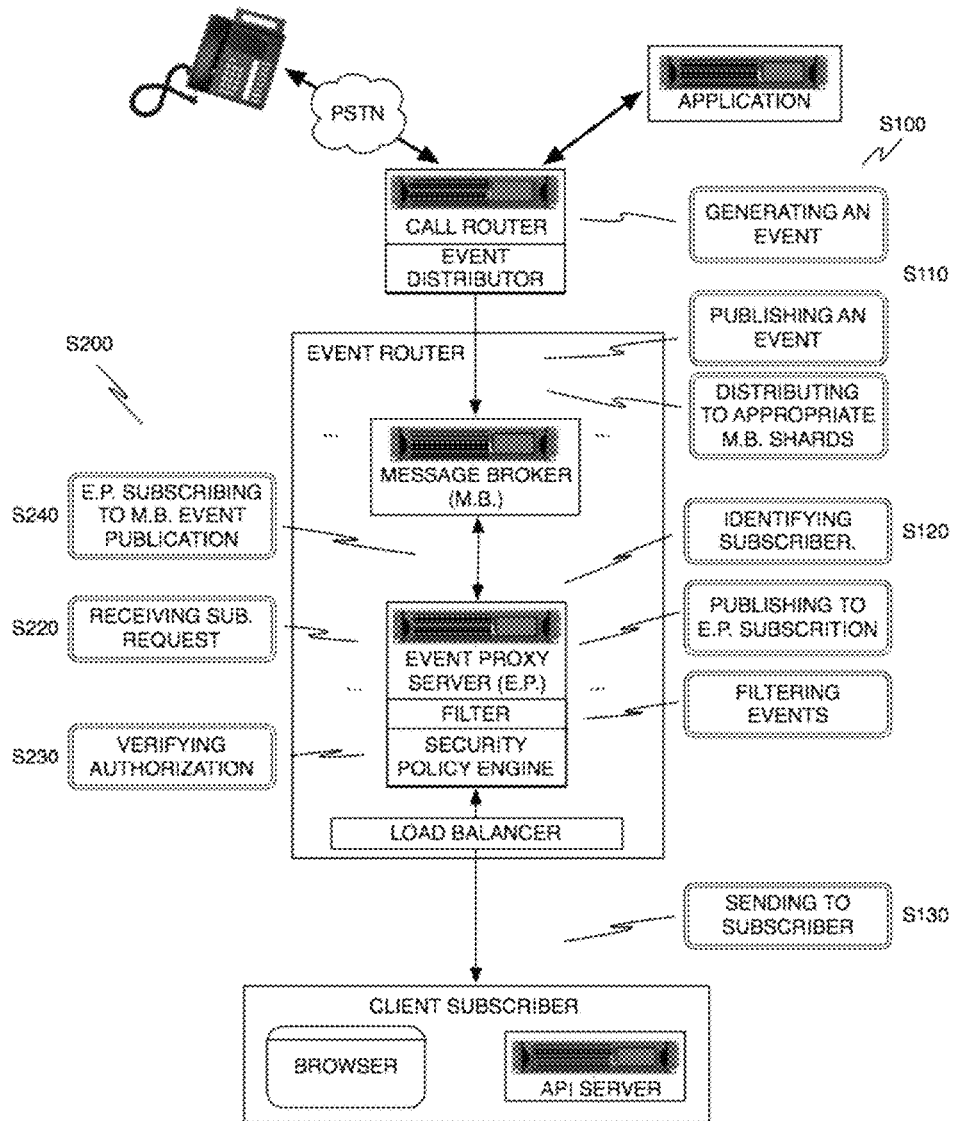 PSTN
APPLICATION
S100
CALL ROUTER
EVENT
DISTRIBUTOR
GENERATING AN
EVENT
S110
PUBLISHING AN
EVENT
DISTRIBUTING
TO APPROPRIATE
M.B. SHARDS
S200
EVENT ROUTER
...
...
MESSAGE BROKER
(M.B.)
S240
E.P. SUBSCRIBING
TO M.B. EVENT
PUBLICATION
IDENTIFYING
SUBSCRIBER.
S120
S220
RECEIVING SUB.
REQUEST
EVENT PROXY
SERVER (E.P.)
PUBLISHING TO
E.P. SUBSCRITION
...
...
FILTER
FILTERING
EVENTS
S230
VERIFYING
AUTHORIZATION
SECURITY
POLICY ENGINE
LOAD BALANCER
SENDING TO
SUBSCRIBER
S130
CLIENT SUBSCRIBER
BROWSER
API SERVER